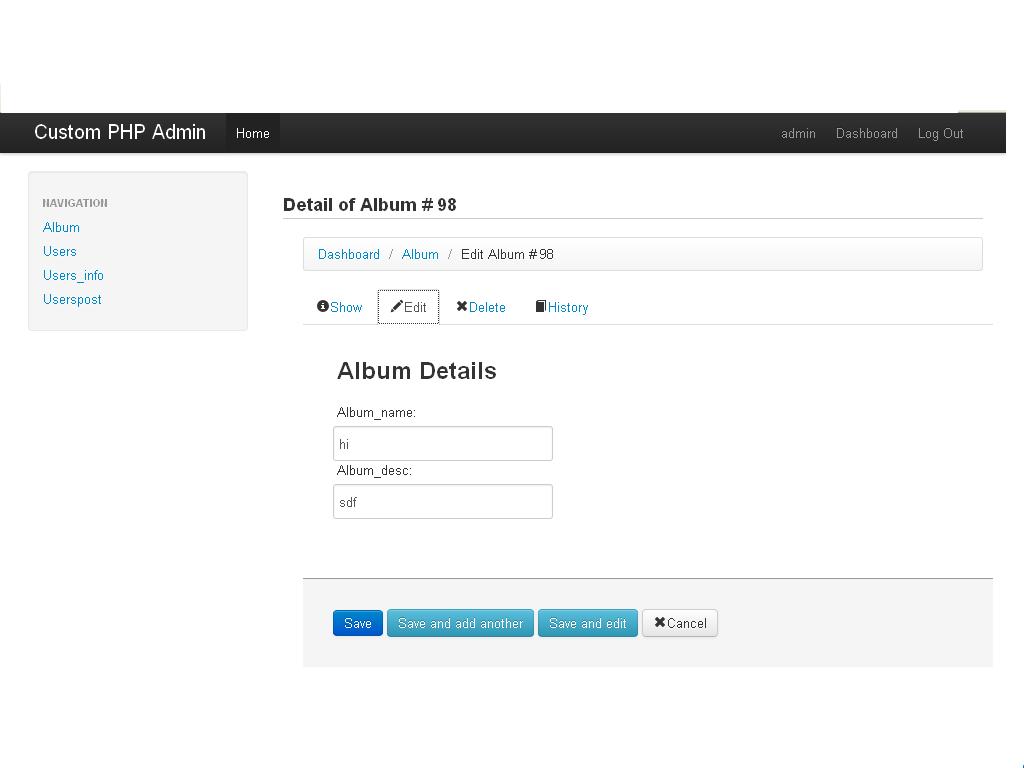 Custom PHP Admin Home admin Dashboard Log Out
NAVIGATION
Album
Users
Users_info
Userspost
Detail of Album # 98
Dashboard / Album / Edit Album # 98
Show Edit Delete History
Album Details
Album_name:
hi
Album_desc:
sdf
Save Save and add another Save and edit Cancel